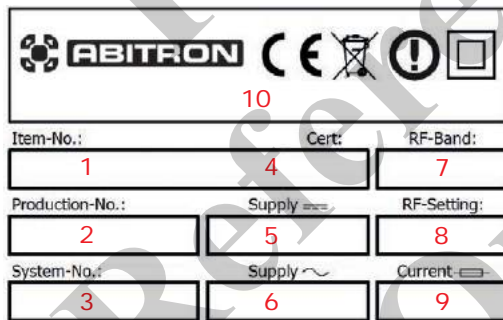 ABITRON CE
10
Item-No.: Cert: RF-Band:
1 4 7
Production-No.: Supply RF-Setting:
2 5 8
System-No.: Supply Current
3 6 9